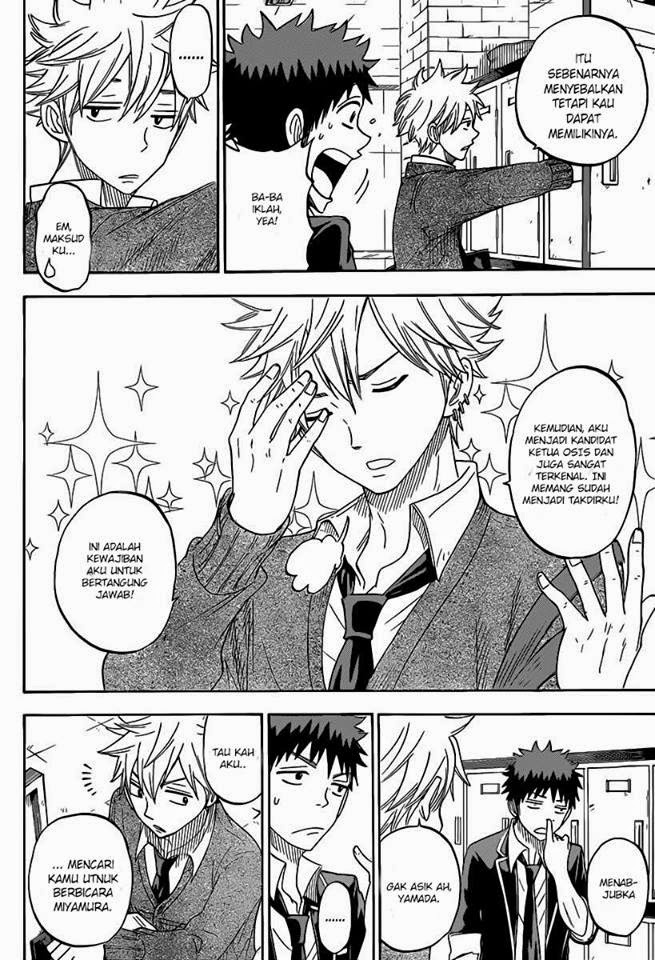 ITU
SEBENARNYA
MENYEBALKAN
TETAPI KAU
DAPAT
MEMILIKINYA.
BA-BA
IKLAH,
YEA!
......
EM,
MAKSUD
KU...
KEMUDIAN, AKU
MENJADI KANDIDAT
KETUA OSIS DAN
JUGA SANGAT
TERKENAL. INI
MEMANG SUDAH
MENJADI TAKDIRKU!
INI ADALAH
KEWAJIBAN
AKU UNTUK
BERTANGUNG
JAWAB!
MENAB-
JUBKA
GAK ASIK AH,
YAMADA.
......
TAU KAH
AKU..
... MENCARI
KAMU UTNUK
BERBICARA
MIYAMURA.